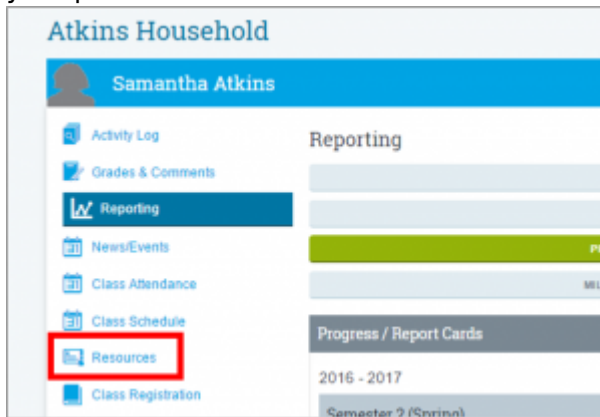 Atkins Household
Samantha Atkins
Activity Log
Grades & Comments
Reporting
News/Events
Class Attendance
Class Schedule
Resources
Class Registration
Reporting
Progress / Report Cards
2016 - 2017
Semester 2 (Spring)